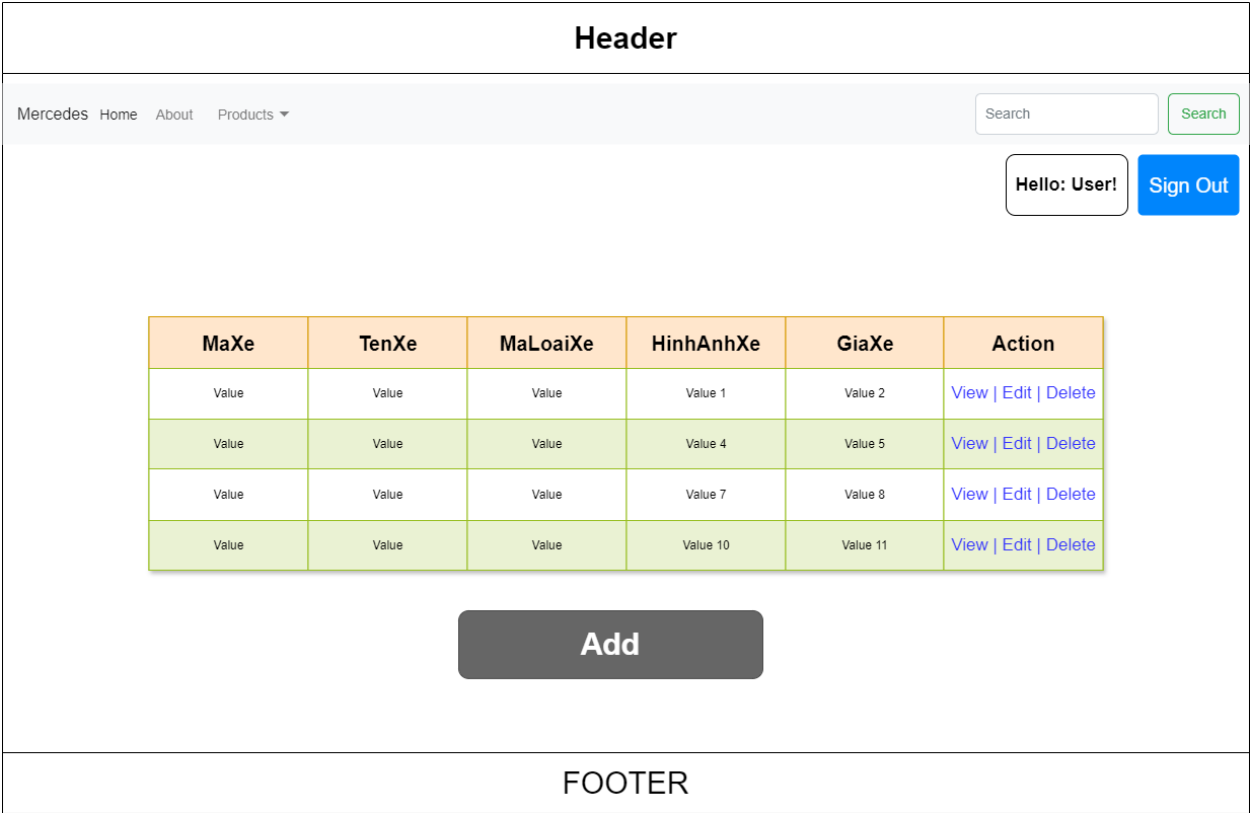 Header
Mercedes Home About Products Search Search
Hello: User! Sign Out
MaXe TenXe MaLoaiXe HinhAnhXe GiaXe Action
Value Value Value Value 1 Value 2 View | Edit | Delete
Value Value Value Value 4 Value 5 View | Edit | Delete
Value Value Value Value 7 Value 8 View | Edit | Delete
Value Value Value Value 10 Value 11 View | Edit | Delete
Add
FOOTER